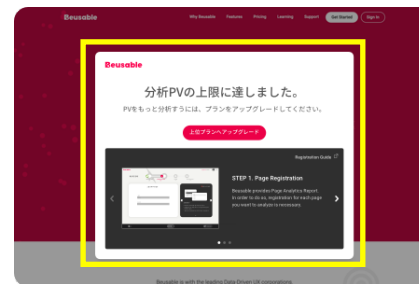 Beusable
Why Beusable Features Pricing Learning Support Get Started Sign In
Beusable
分析PVの上限に達しました。
PVをもっと分析するには、プランをアップグレードしてください。
上位プランへアップグレード
Registration Guide
STEP 1. Page Registration
Beusable provides Page Analytics Report.
In order to do so, registration for each page
you want to analyze is necessary.
Beusable is with the leading Data-Driven UX corporations.